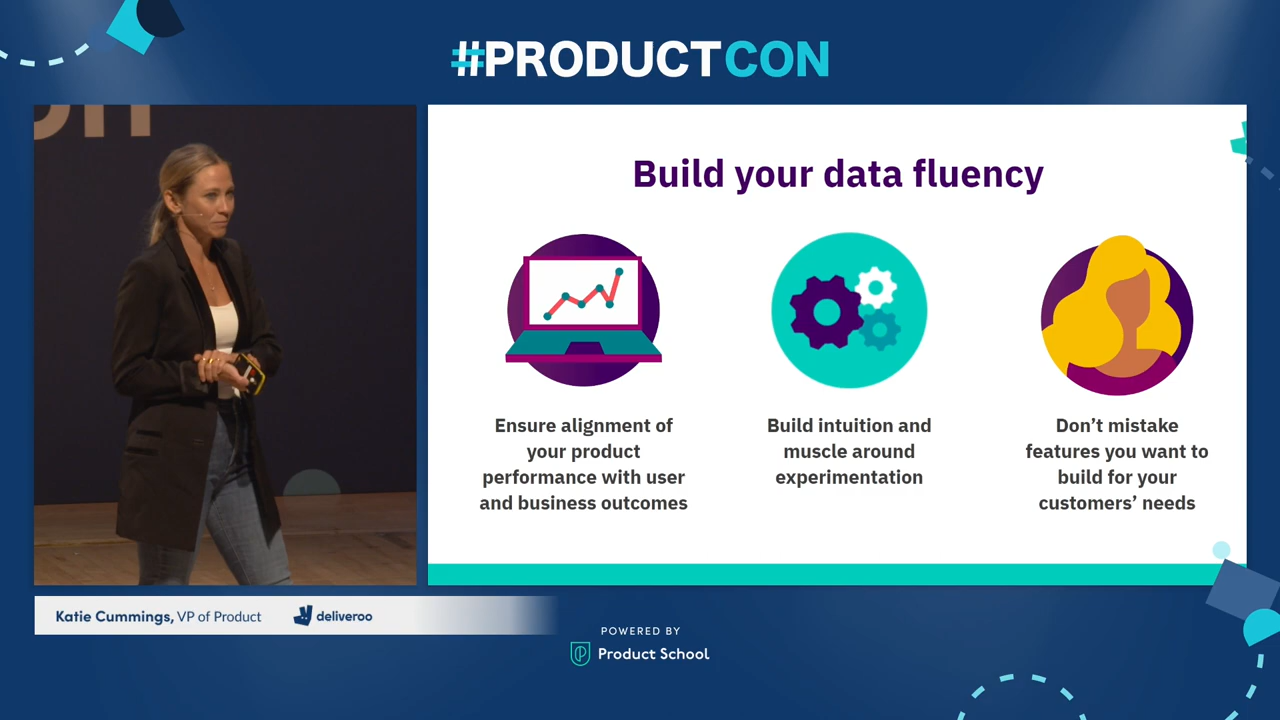 #PRODUCTCON
Build your data fluency
Ensure alignment of
your product
performance with user
and business outcomes
Build intuition and
muscle around
experimentation
Don’t mistake
features you want to
build for your
customers’ needs
Katie Cummings, VP of Product
deliveroo
POWERED BY
Product School